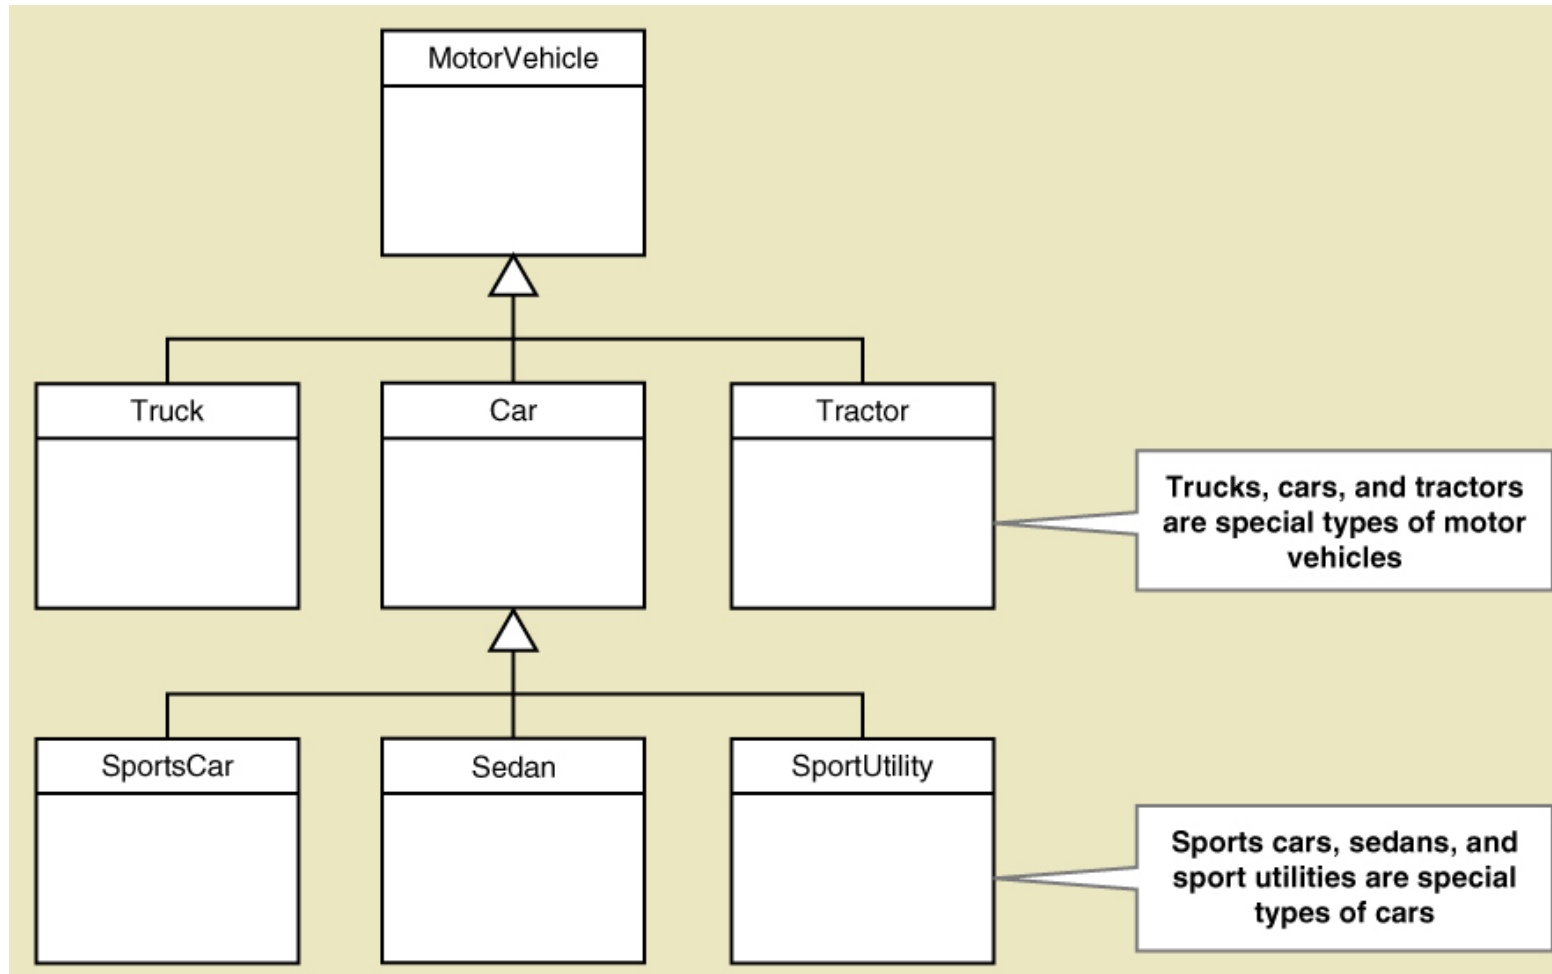 MotorVehicle
Truck
Car
Tractor
Trucks, cars, and tractors
are special types of motor
vehicles
SportsCar
Sedan
SportUtility
Sports cars, sedans, and
sport utilities are special
types of cars